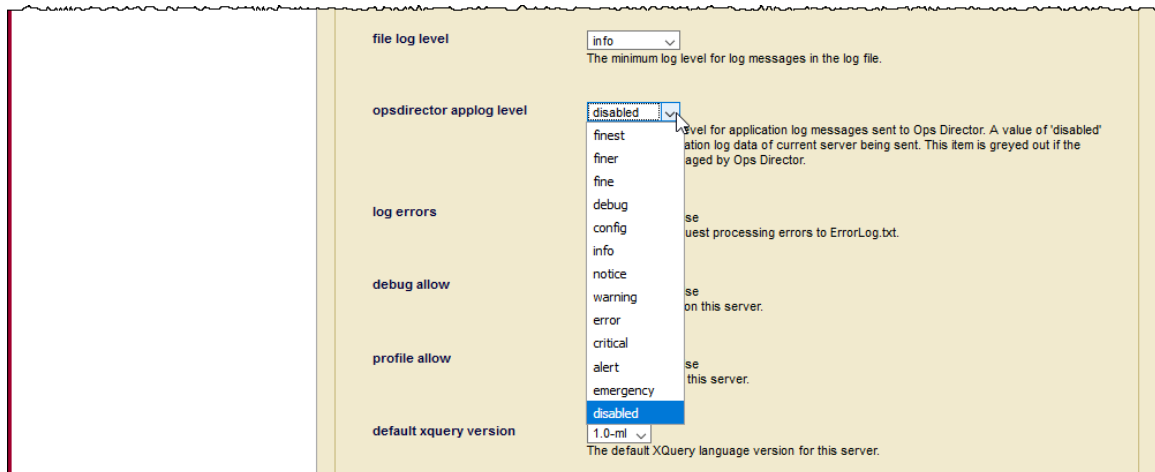 file log level
info
The minimum log level for log messages in the log file.
opsdirector applog level
disabled
finest
finer
fine
debug
config
info
notice
warning
error
critical
alert
emergency
disabled
level for application log messages sent to Ops Director. A value of 'disabled'
ation log data of current server being sent. This item is greyed out if the
aged by Ops Director.
log errors
se
uest processing errors to ErrorLog.txt.
debug allow
se
on this server.
profile allow
se
this server.
default xquery version
1.0-ml
The default XQuery language version for this server.